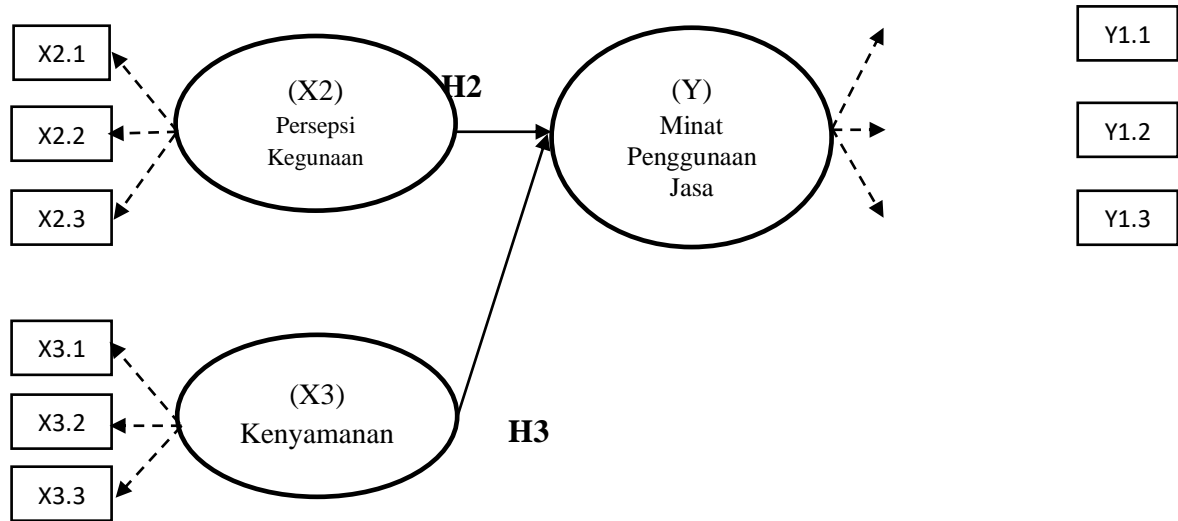 X2.1
X2.2
X2.3
(X2)
Persepsi
Kegunaan
H2
(Y)
Minat
Penggunaan
Jasa
Y1.1
Y1.2
Y1.3
X3.1
X3.2
X3.3
(X3)
Kenyamanan
H3